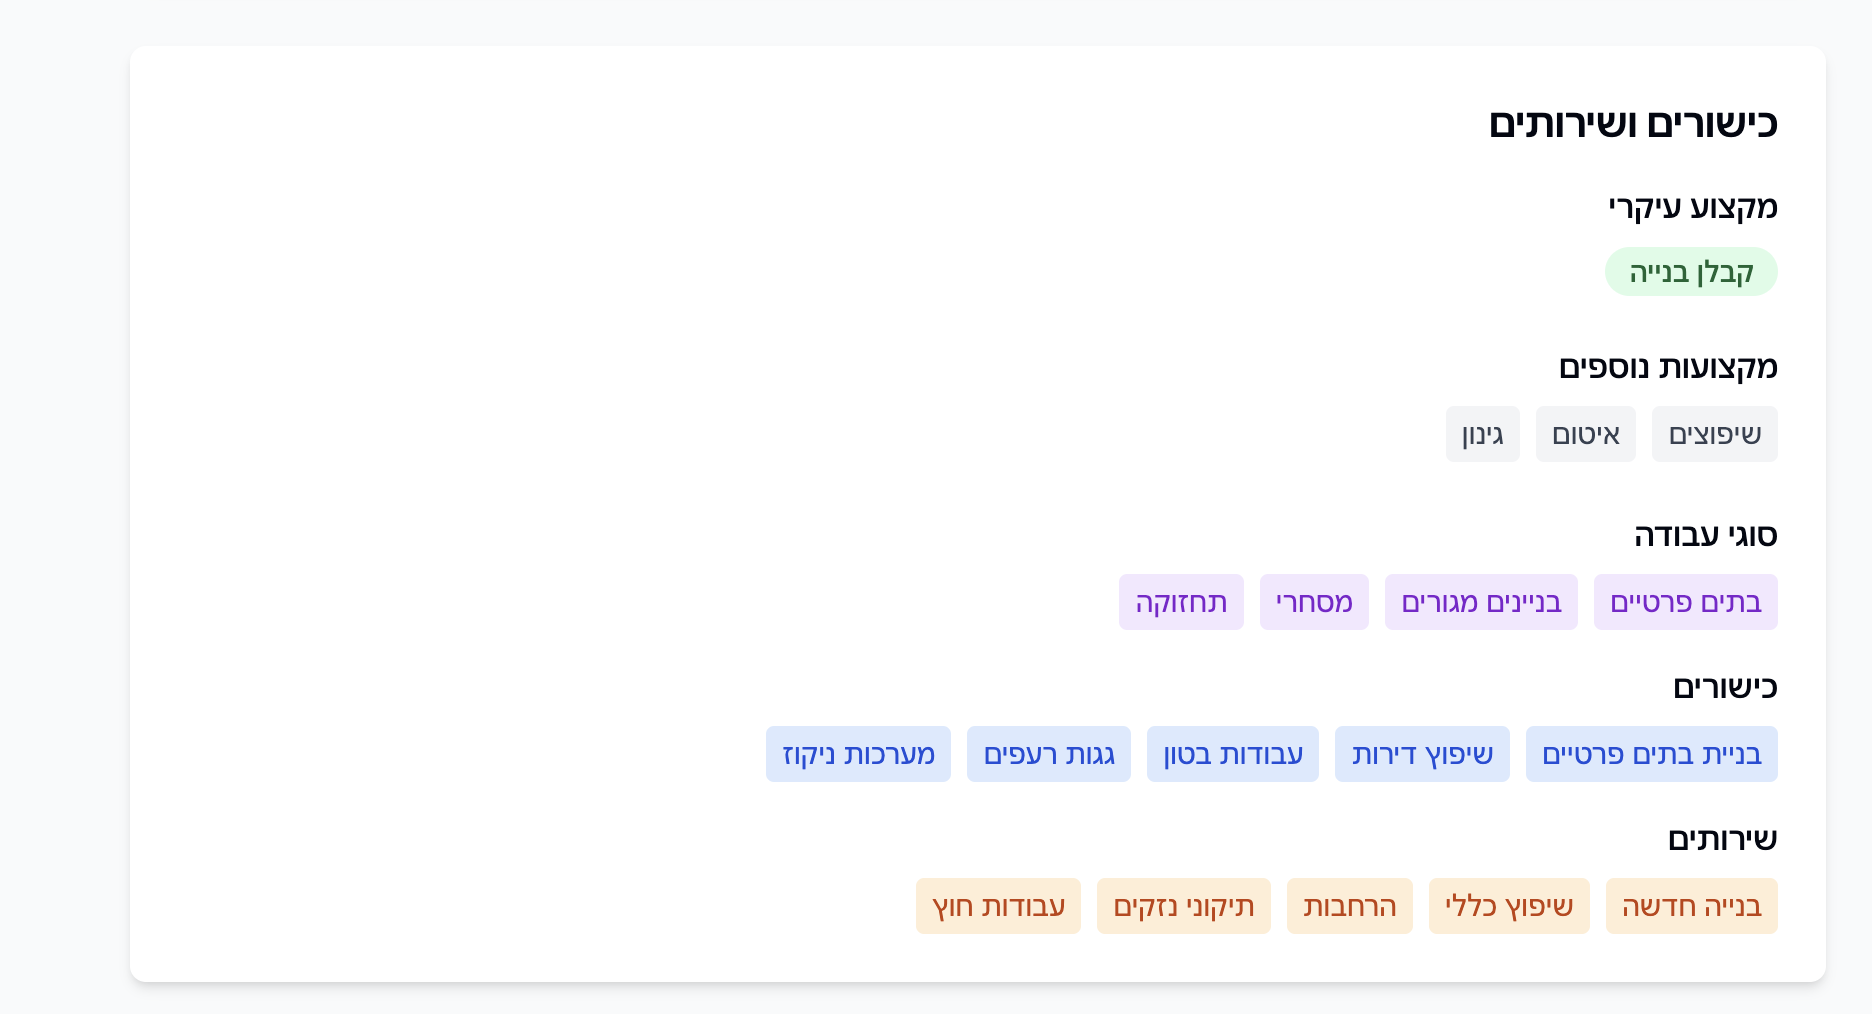 כישורים ושירותים
מקצוע עיקרי
קבלן בנייה
מקצועות נוספים
שיפוצים איטום גינון
סוגי עבודה
בתים פרטיים בניינים מגורים מסחרי תחזוקה
כישורים
בניית בתים פרטיים שיפוץ דירות עבודות בטון גגות רעפים מערכות ניקוז
שירותים
בנייה חדשה שיפוץ כללי הרחבות תיקוני נזקים עבודות חוץ